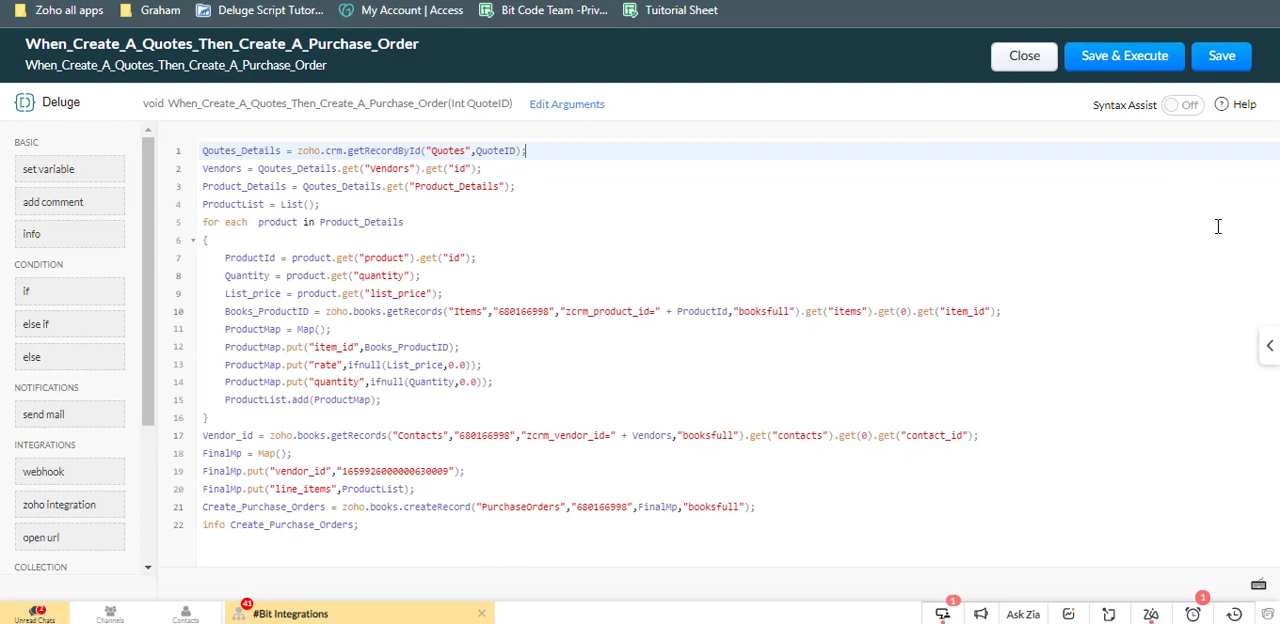 Zoho all apps Graham Deluge Script Tutor... My Account | Access Bit Code Team -Priv... Tuitorial Sheet
When_Create_A_Quotes_Then_Create_A_Purchase_Order
When_Create_A_Quotes_Then_Create_A_Purchase_Order
Close Save & Execute Save
Deluge void When_Create_A_Quotes_Then_Create_A_Purchase_Order(Int QuoteID) Edit Arguments Syntax Assist Off ? Help
BASIC
set variable
add comment
info
CONDITION
if
else if
else
NOTIFICATIONS
send mail
INTEGRATIONS
webhook
zoho integration
open url
COLLECTION
1 Qoutes_Details = zoho.crm.getRecordById("Quotes",QuoteID);
2 Vendors = Qoutes_Details.get("Vendors").get("id");
3 Product_Details = Qoutes_Details.get("Product_Details");
4 ProductList = List();
5 for each product in Product_Details
6 {
7 ProductId = product.get("product").get("id");
8 Quantity = product.get("quantity");
9 List_price = product.get("list_price");
10 Books_ProductID = zoho.books.getRecords("Items","680166998","zcrm_product_id=" + ProductId,"booksfull").get("items").get(0).get("item_id");
11 ProductMap = Map();
12 ProductMap.put("item_id",Books_ProductID);
13 ProductMap.put("rate",ifnull(List_price,0.0));
14 ProductMap.put("quantity",ifnull(Quantity,0.0));
15 ProductList.add(ProductMap);
16 }
17 Vendor_id = zoho.books.getRecords("Contacts","680166998","zcrm_vendor_id=" + Vendors,"booksfull").get("contacts").get(0).get("contact_id");
18 FinalMp = Map();
19 FinalMp.put("vendor_id","1659926000000630009");
20 FinalMp.put("line_items",ProductList);
21 Create_Purchase_Orders = zoho.books.createRecord("PurchaseOrders","680166998",FinalMp,"booksfull");
22 info Create_Purchase_Orders;
2 Unread Chats Channels Contacts 41 #Bit Integrations 1 Ask Zia 1